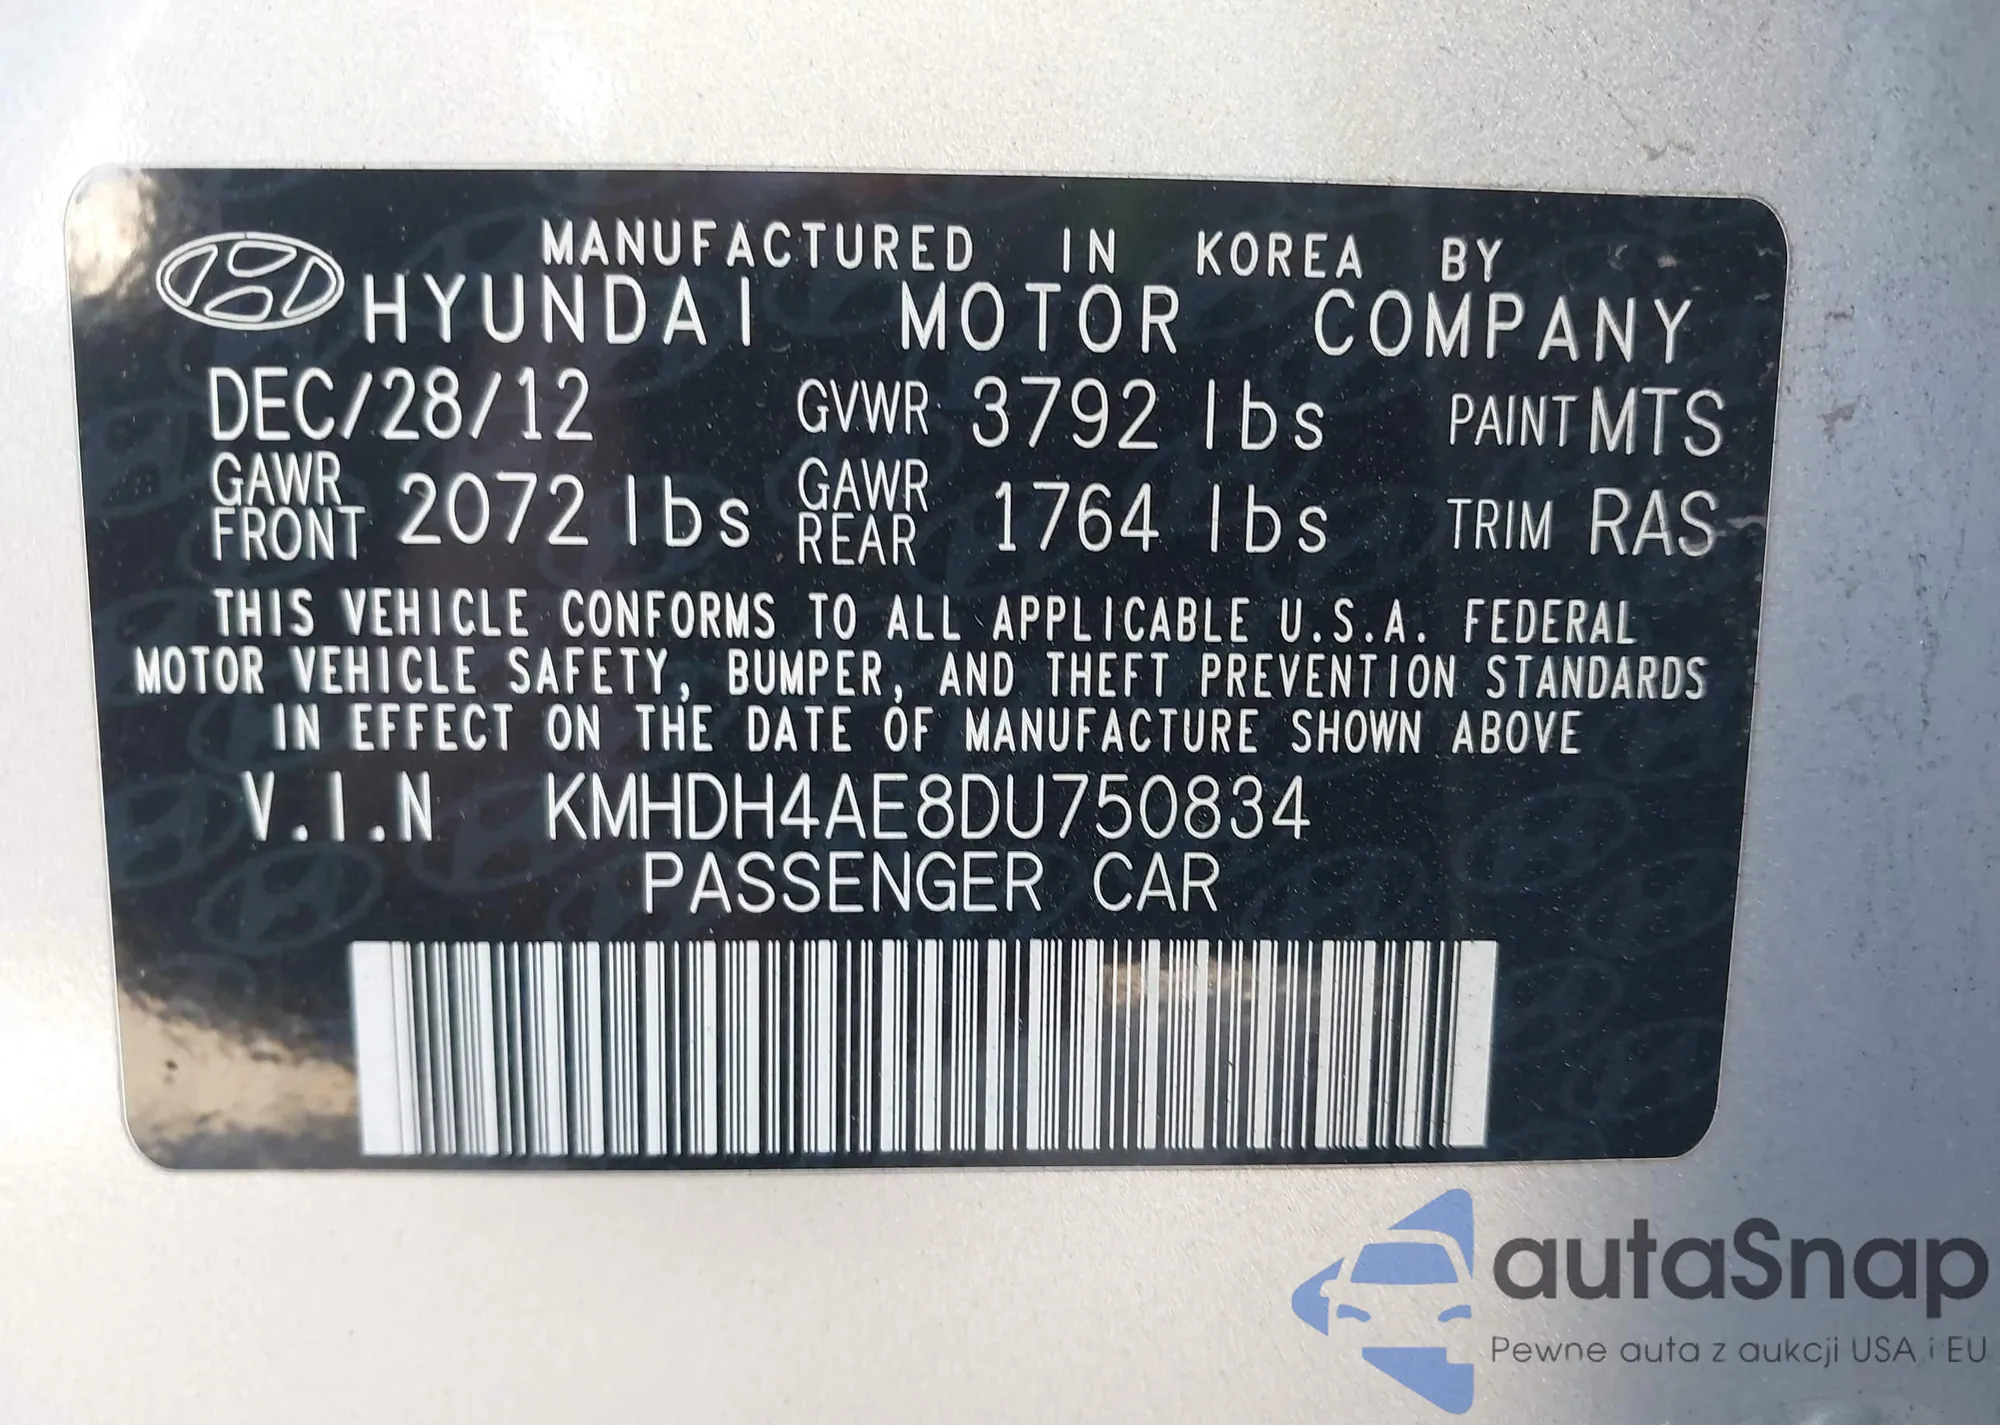 MANUFACTURED IN KOREA BY
HYUNDAI MOTOR COMPANY
DEC/28/12 GVWR 3792 lbs PAINT MTS
GAWR FRONT 2072 lbs GAWR REAR 1764 lbs TRIM RAS
THIS VEHICLE CONFORMS TO ALL APPLICABLE U.S.A. FEDERAL
MOTOR VEHICLE SAFETY, BUMPER, AND THEFT PREVENTION STANDARDS
IN EFFECT ON THE DATE OF MANUFACTURE SHOWN ABOVE
V.I.N KMHDH4AE8DU750834
PASSENGER CAR
autaSnap
Pewne auta z aukcji USA i EU